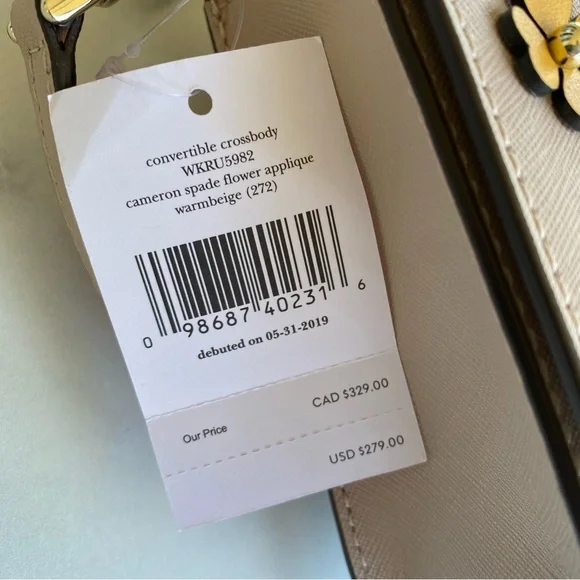 convertible crossbody
WKRU5982
cameron spade flower applique
warmbeige (272)
0 98687 40231 6
debuted on 05-31-2019
CAD $329.00
Our Price
USD $279.00